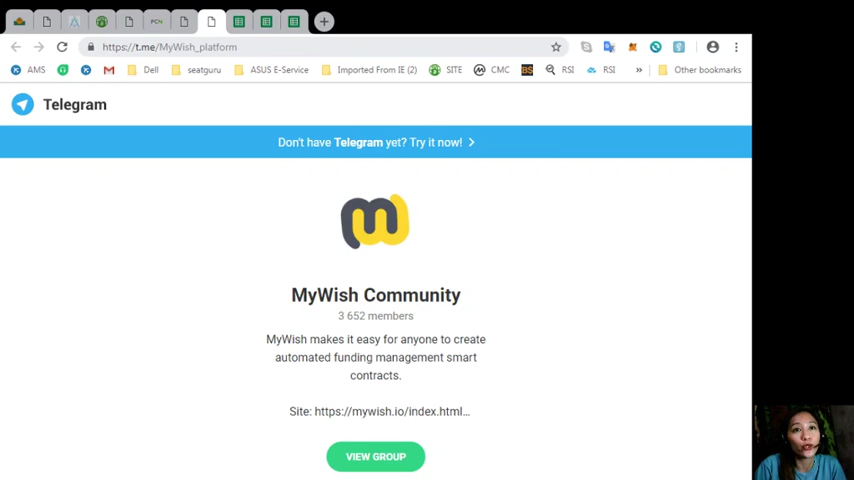 PCN
https://t.me/MyWish_platform
AMS
Dell
seatguru
ASUS E-Service
Imported From IE (2)
SITE
CMC
BS
RSI
RSI
»
Other bookmarks
Telegram
Don't have Telegram yet? Try it now!
MyWish Community
3 652 members
MyWish makes it easy for anyone to create
automated funding management smart
contracts.
Site: https://mywish.io/index.html...
VIEW GROUP